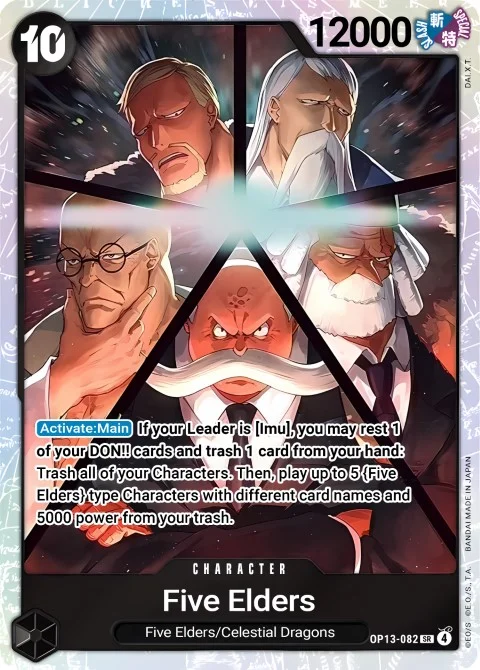 10
12000
斬 SLASH
特 SPECIAL
DAI.X.T.
Activate:Main If your Leader is [Imu], you may rest 1
of your DON!! cards and trash 1 card from your hand:
Trash all of your Characters. Then, play up to 5 {Five
Elders} type Characters with different card names and
5000 power from your trash.
©E.O./S. ©E.O./S.,T.A. BANDAI MADE IN JAPAN
CHARACTER
Five Elders
Five Elders/Celestial Dragons
OP13-082 SR 4